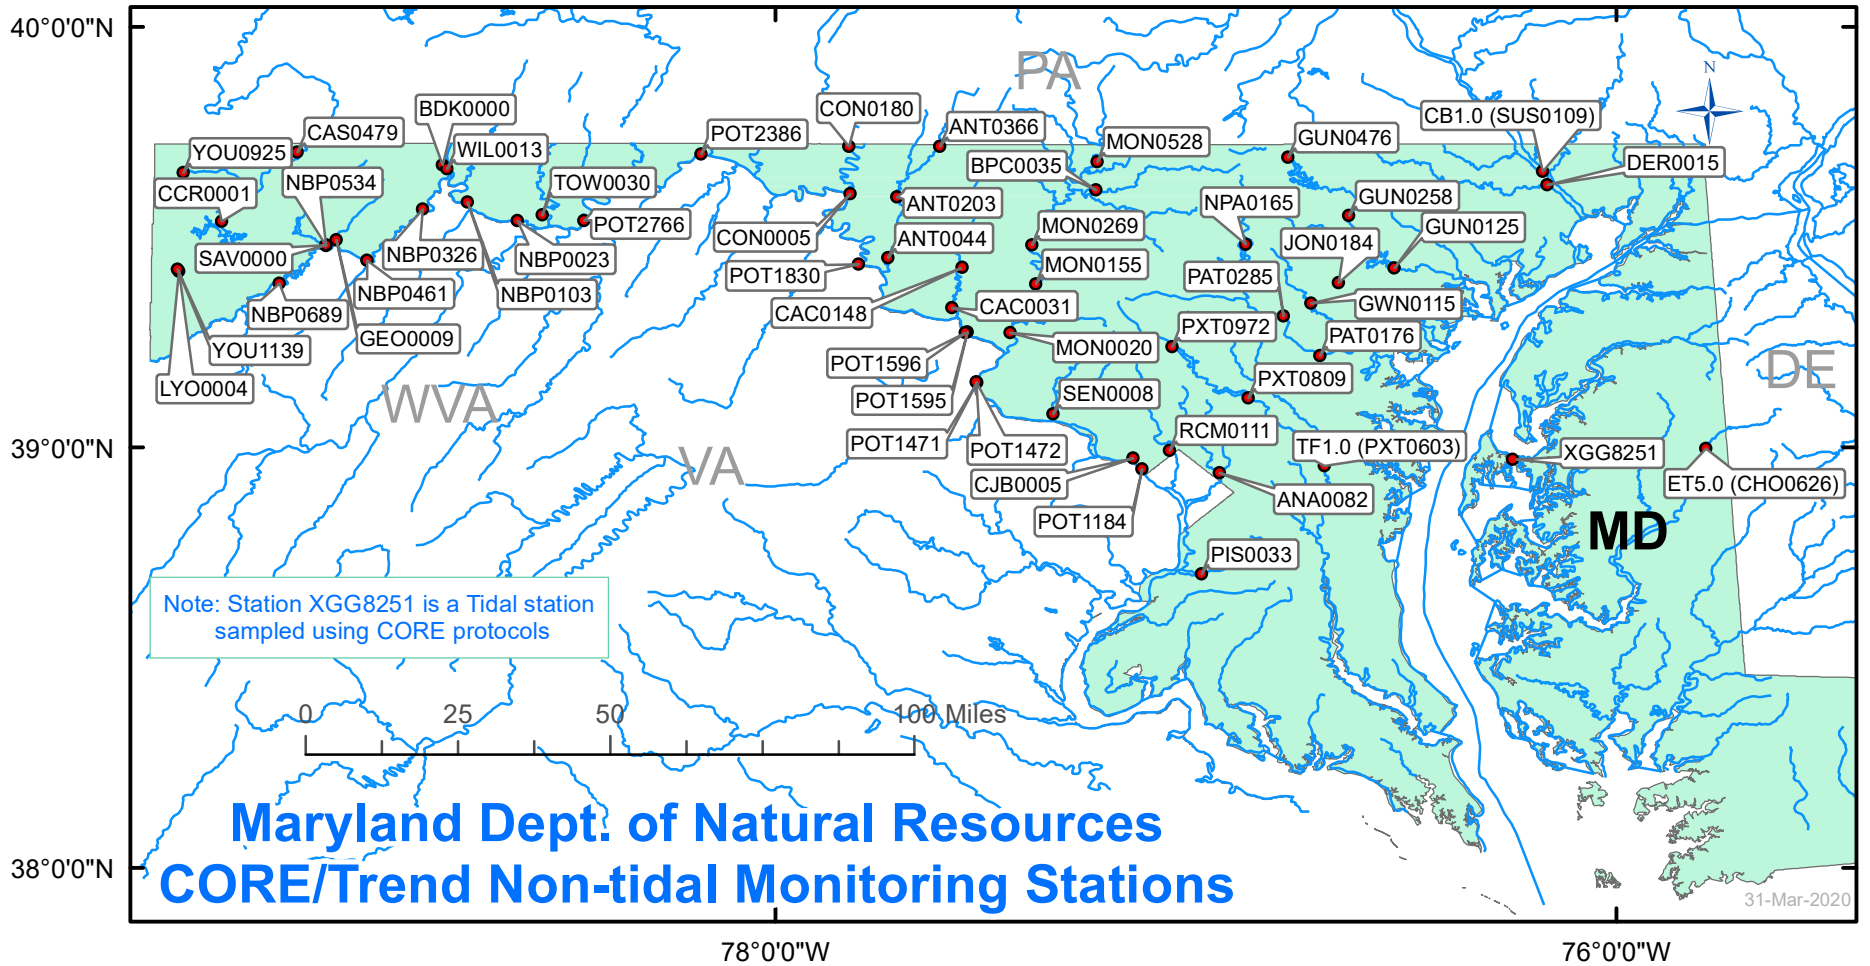 40°0'0"N
PA
N
BDK0000
CON0180
CB1.0 (SUS0109)
CAS0479
POT2386
ANT0366
MON0528
GUN0476
YOU0925
WIL0013
BPC0035
DER0015
CCR0001
NBP0534
TOW0030
ANT0203
NPA0165
GUN0258
POT2766
CON0005
MON0269
GUN0125
SAV0000
NBP0326
NBP0023
ANT0044
JON0184
POT1830
MON0155
PAT0285
NBP0689
NBP0461
NBP0103
CAC0148
CAC0031
GWN0115
YOU1139
GEO0009
PXT0972
PAT0176
LYO0004
POT1596
MON0020
DE
WVA
POT1595
SEN0008
PXT0809
39°0'0"N
VA
POT1471
POT1472
RCM0111
TF1.0 (PXT0603)
XGG8251
CJB0005
ANA0082
ET5.0 (CHO0626)
POT1184
MD
PIS0033
Note: Station XGG8251 is a Tidal station
sampled using CORE protocols
0 25 50 100 Miles
Maryland Dept. of Natural Resources
CORE/Trend Non-tidal Monitoring Stations
38°0'0"N
31-Mar-2020
78°0'0"W
76°0'0"W